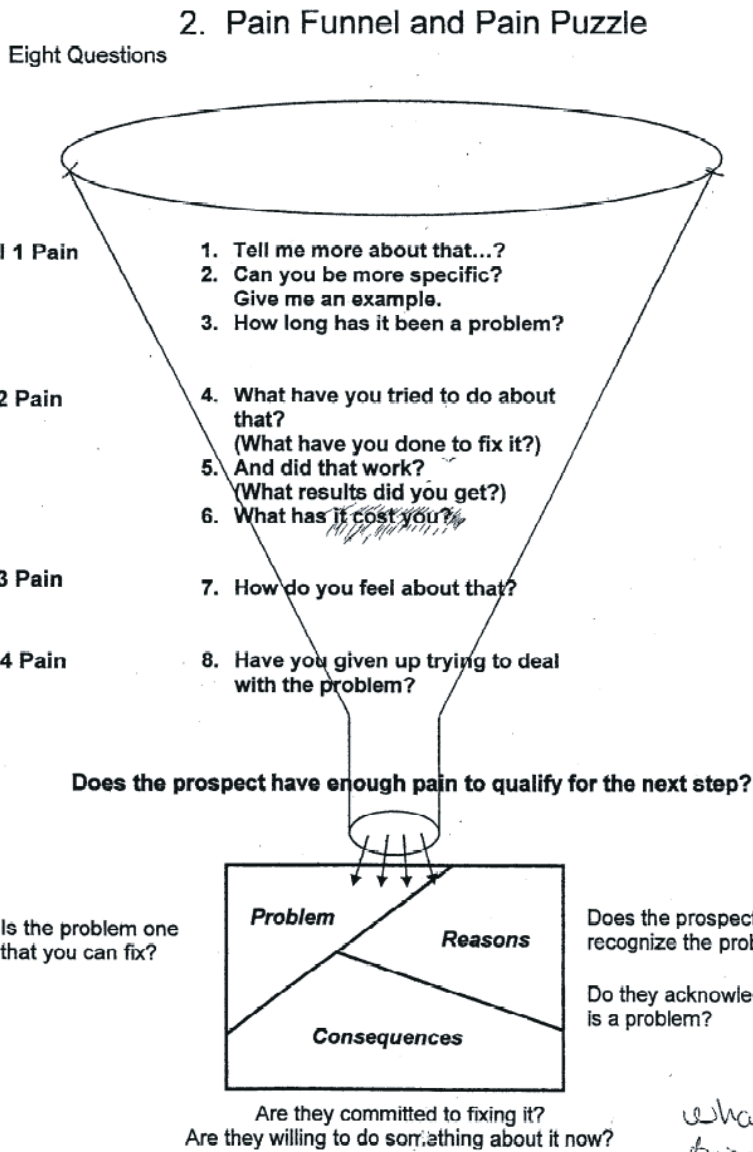 2. Pain Funnel and Pain Puzzle
Eight Questions
l 1 Pain
1. Tell me more about that...?
2. Can you be more specific?
Give me an example.
3. How long has it been a problem?
2 Pain
4. What have you tried to do about
that?
(What have you done to fix it?)
5. And did that work?
(What results did you get?)
6. What has it cost you?
3 Pain
7. How do you feel about that?
4 Pain
8. Have you given up trying to deal
with the problem?
Does the prospect have enough pain to qualify for the next step?
Problem
Reasons
Consequences
Is the problem one
that you can fix?
Does the prospect
recognize the prob
Do they acknowle
is a problem?
Are they committed to fixing it?
Are they willing to do something about it now?
wha